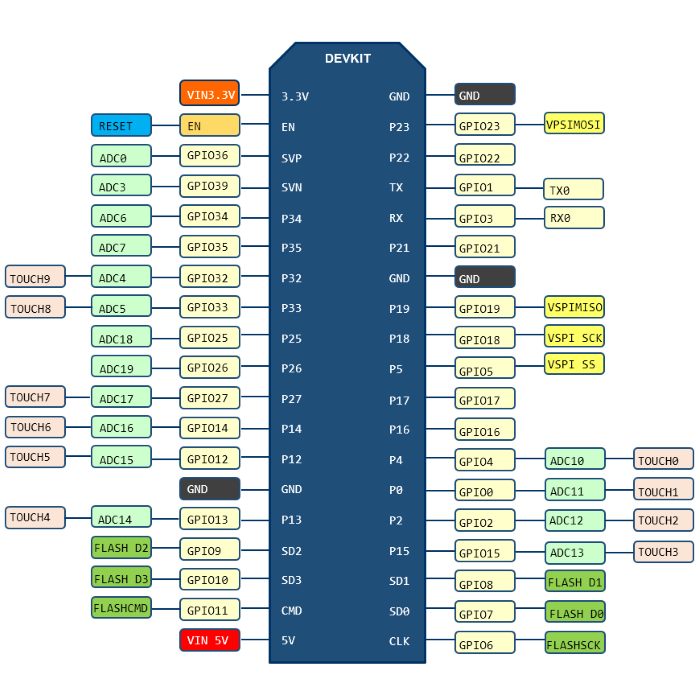 DEVKIT
VIN3.3V 3.3V GND GND
RESET EN EN P23 GPIO23 VPSIMOSI
ADC0 GPIO36 SVP P22 GPIO22
ADC3 GPIO39 SVN TX GPIO1 TX0
ADC6 GPIO34 P34 RX GPIO3 RX0
ADC7 GPIO35 P35 P21 GPIO21
TOUCH9 ADC4 GPIO32 P32 GND GND
TOUCH8 ADC5 GPIO33 P33 P19 GPIO19 VSPIMISO
ADC18 GPIO25 P25 P18 GPIO18 VSPI SCK
ADC19 GPIO26 P26 P5 GPIO5 VSPI SS
TOUCH7 ADC17 GPIO27 P27 P17 GPIO17
TOUCH6 ADC16 GPIO14 P14 P16 GPIO16
TOUCH5 ADC15 GPIO12 P12 P4 GPIO4 ADC10 TOUCH0
GND GND P0 GPIO0 ADC11 TOUCH1
TOUCH4 ADC14 GPIO13 P13 P2 GPIO2 ADC12 TOUCH2
FLASH D2 GPIO9 SD2 P15 GPIO15 ADC13 TOUCH3
FLASH D3 GPIO10 SD3 SD1 GPIO8 FLASH D1
FLASHCMD GPIO11 CMD SD0 GPIO7 FLASH D0
VIN 5V 5V CLK GPIO6 FLASHSCK